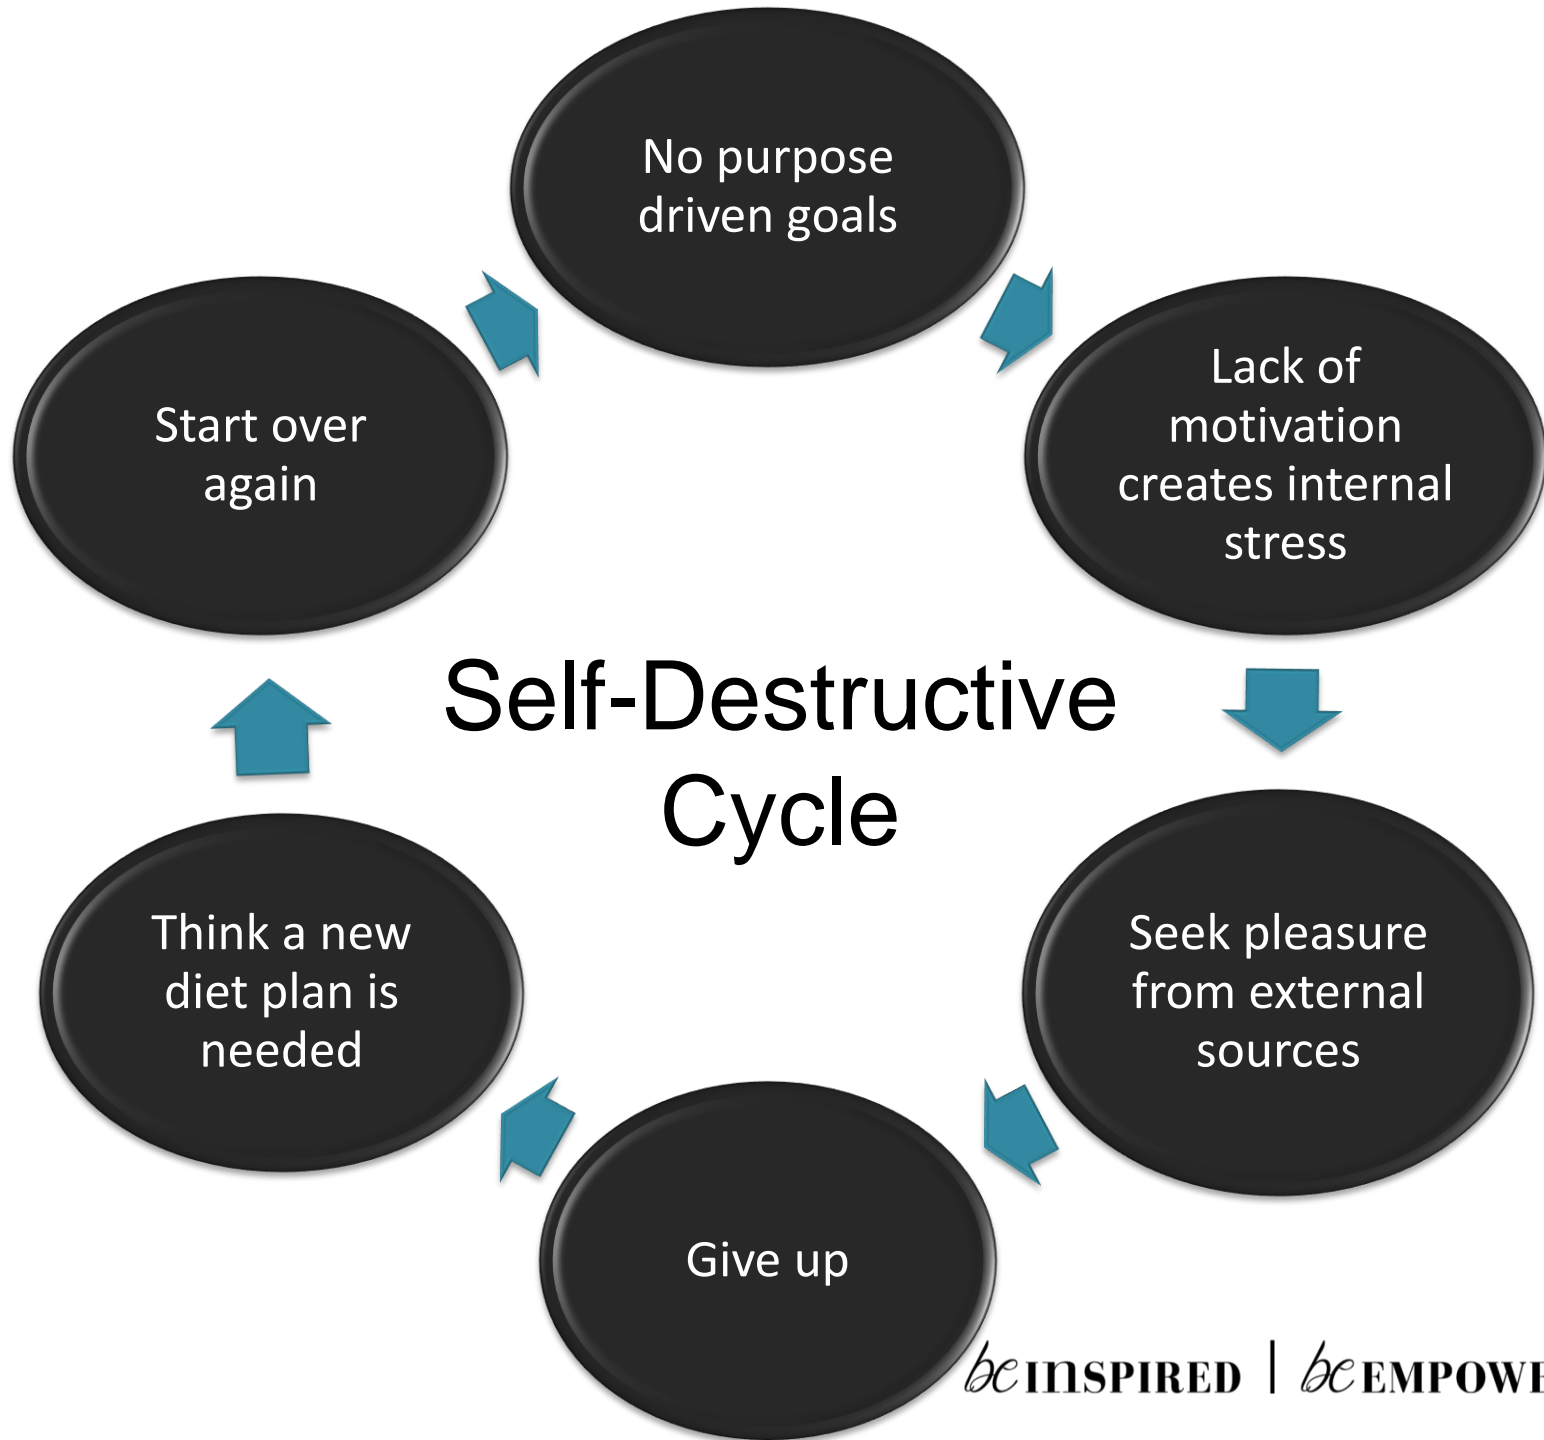 No purpose
driven goals
Lack of
motivation
creates internal
stress
Seek pleasure
from external
sources
Give up
Think a new
diet plan is
needed
Start over
again
Self-Destructive
Cycle
be INSPIRED | be EMPOWE